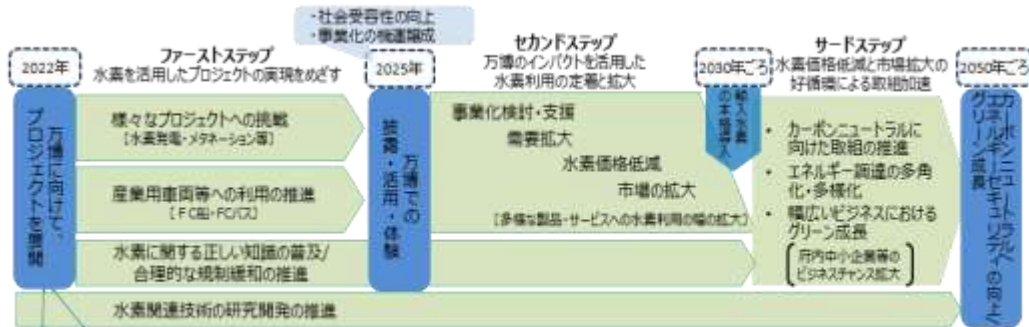 ・社会受容性の向上
・事業化の機運醸成
2022年
ファーストステップ
水素を活用したプロジェクトの実現をめざす
2025年
セカンドステップ
万博のインパクトを活用した
水素利用の定着と拡大
2030年ごろ
サードステップ
水素価格低減と市場拡大の
好循環による取組加速
2050年ごろ
万博に向けて、
プロジェクトを展開
様々なプロジェクトへの挑戦
［水素発電・メタネーション等］
産業用車両等への利用の推進
［ＦＣ船・FCバス］
水素に関する正しい知識の普及/
合理的な規制緩和の推進
水素関連技術の研究開発の推進
万博での
披露・活用・体験
事業化検討・支援
需要拡大
水素価格低減
市場の拡大
［多様な製品・サービスへの水素利用の幅の拡大］
輸入水素
の本格導入
• カーボンニュートラルに
向けた取組の推進
• エネルギー調達の多角
化・多様化
• 幅広いビジネスにおける
グリーン成長
府内中小企業等の
ビジネスチャンス拡大
カーボンニュートラル/
エネルギーセキュリティの向上/
グリーン成長